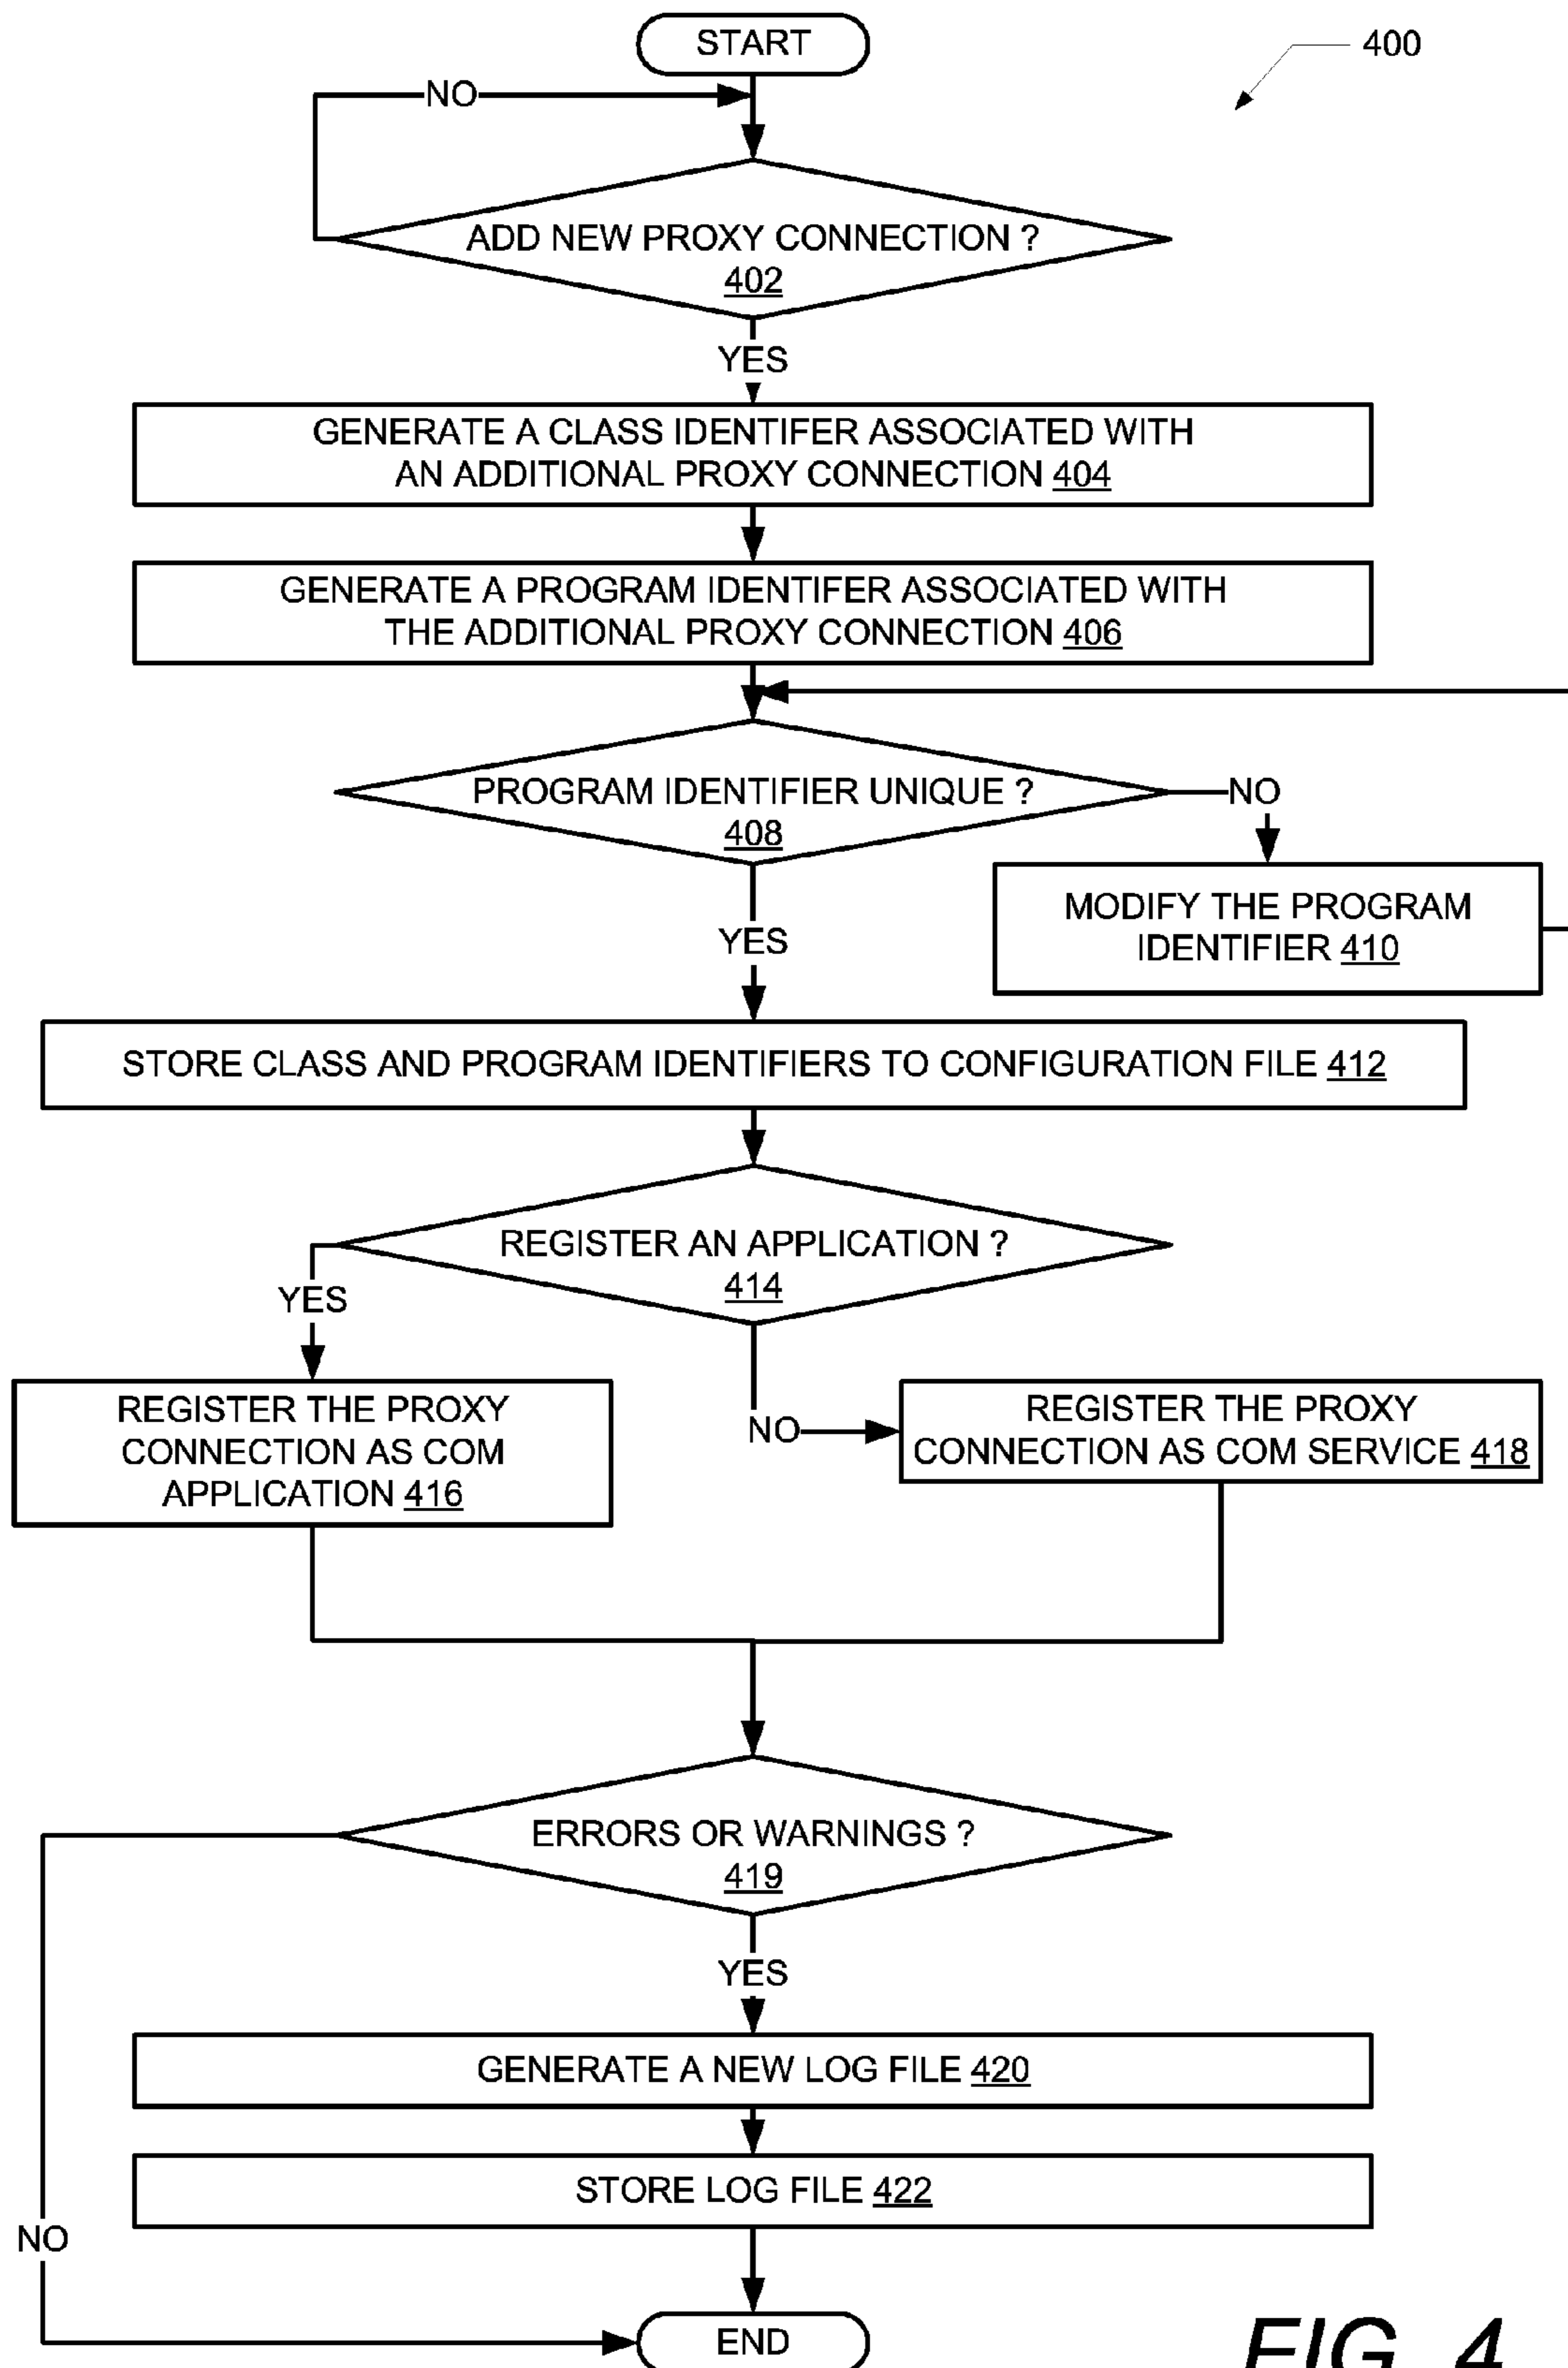 START
400
NO
ADD NEW PROXY CONNECTION ?
402
YES
GENERATE A CLASS IDENTIFER ASSOCIATED WITH
AN ADDITIONAL PROXY CONNECTION 404
GENERATE A PROGRAM IDENTIFER ASSOCIATED WITH
THE ADDITIONAL PROXY CONNECTION 406
PROGRAM IDENTIFIER UNIQUE ?
408
NO
MODIFY THE PROGRAM
IDENTIFIER 410
YES
STORE CLASS AND PROGRAM IDENTIFIERS TO CONFIGURATION FILE 412
REGISTER AN APPLICATION ?
414
YES
REGISTER THE PROXY
CONNECTION AS COM
APPLICATION 416
NO
REGISTER THE PROXY
CONNECTION AS COM SERVICE 418
ERRORS OR WARNINGS ?
419
YES
GENERATE A NEW LOG FILE 420
STORE LOG FILE 422
NO
END
FIG. 4